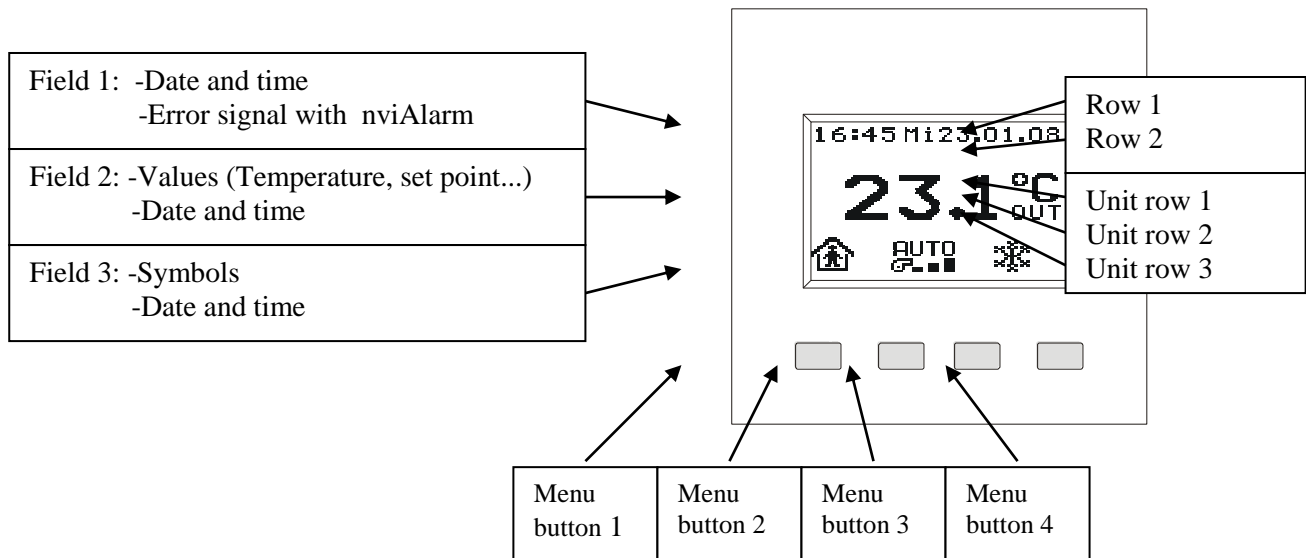 Field 1: -Date and time
-Error signal with nviAlarm
Field 2: -Values (Temperature, set point...)
-Date and time
Field 3: -Symbols
-Date and time
16:45 Mi23.01.08
23.1 °C
OUT
AUTO
Row 1
Row 2
Unit row 1
Unit row 2
Unit row 3
Menu
button 1
Menu
button 2
Menu
button 3
Menu
button 4